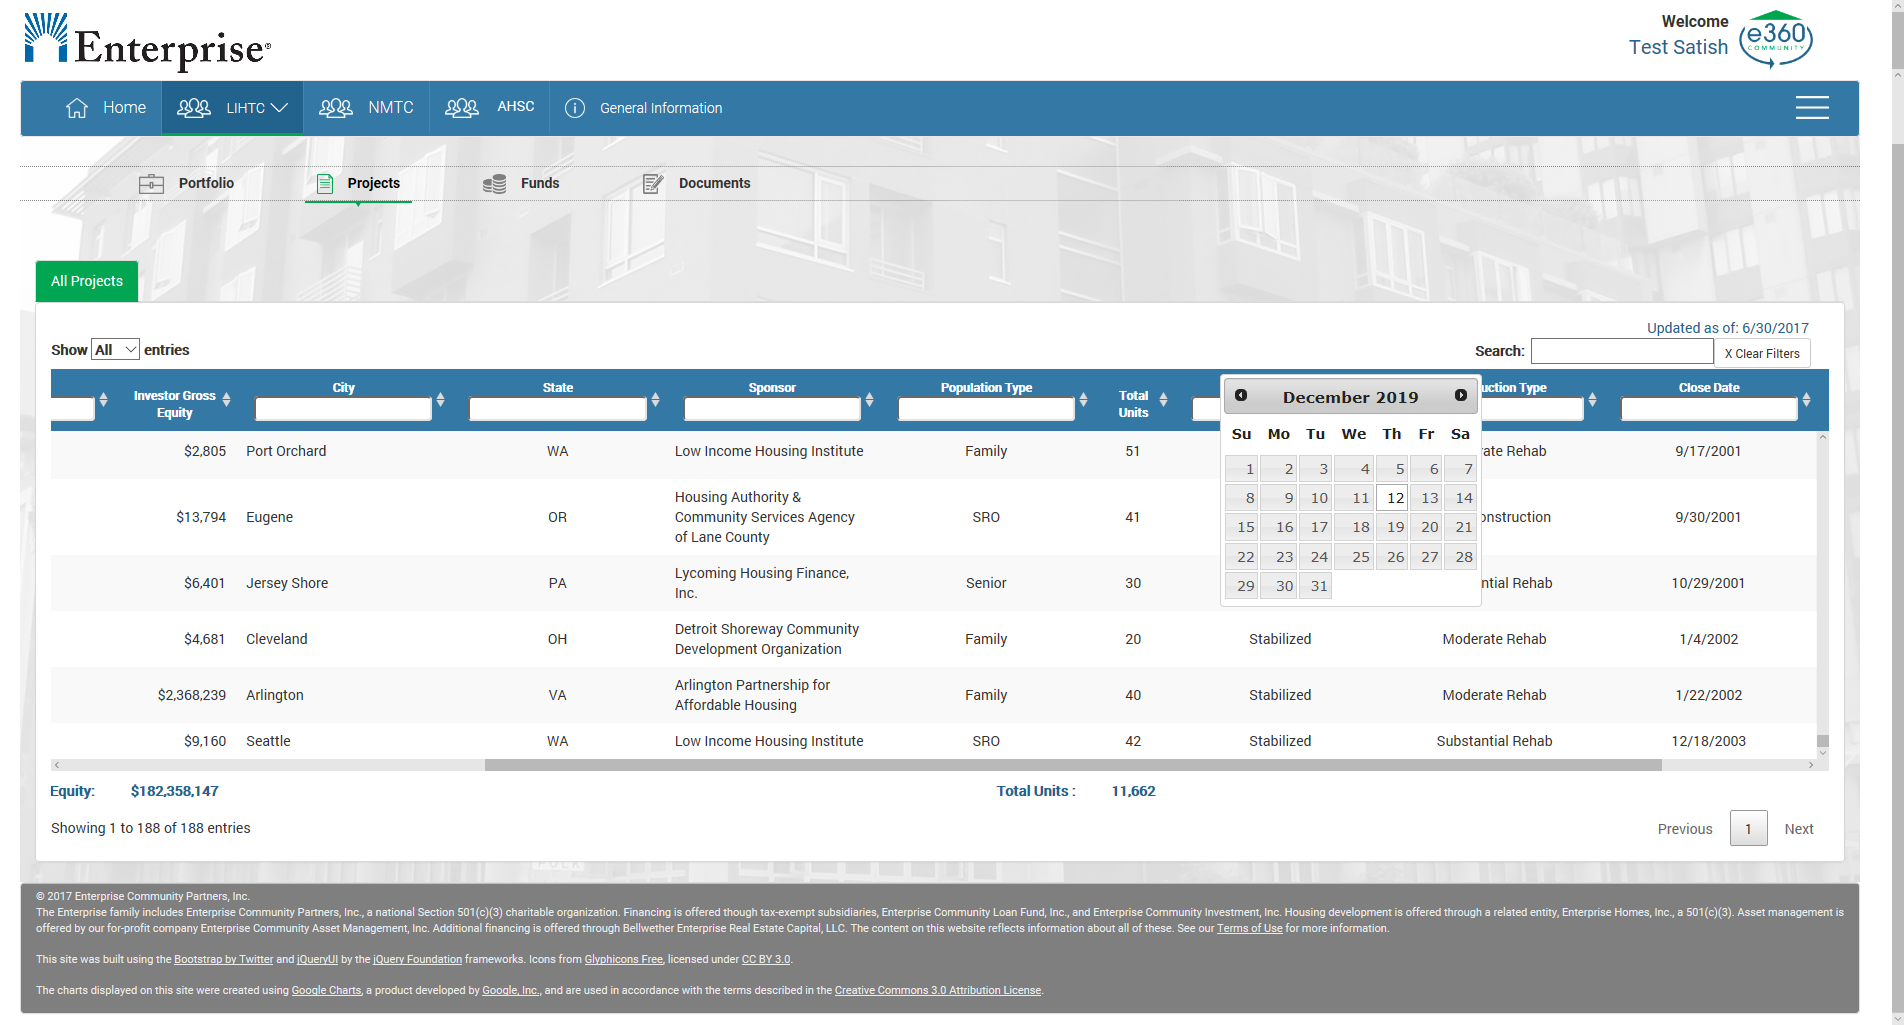 Enterprise®
Welcome
Test Satish
e360
COMMUNITY
Home
LIHTC
NMTC
AHSC
General Information
Portfolio
Projects
Funds
Documents
All Projects
Updated as of: 6/30/2017
Show All entries
Search:
X Clear Filters
Investor Gross
Equity
City
State
Sponsor
Population Type
Total
Units
uction Type
Close Date
December 2019
Su Mo Tu We Th Fr Sa
1 2 3 4 5 6 7
8 9 10 11 12 13 14
15 16 17 18 19 20 21
22 23 24 25 26 27 28
29 30 31
$2,805 Port Orchard WA Low Income Housing Institute Family 51 rate Rehab 9/17/2001
Housing Authority &
$13,794 Eugene OR Community Services Agency SRO 41 onstruction 9/30/2001
of Lane County
Lycoming Housing Finance,
$6,401 Jersey Shore PA Senior 30 ntial Rehab 10/29/2001
Inc.
Detroit Shoreway Community
$4,681 Cleveland OH Family 20 Stabilized Moderate Rehab 1/4/2002
Development Organization
Arlington Partnership for
$2,368,239 Arlington VA Family 40 Stabilized Moderate Rehab 1/22/2002
Affordable Housing
$9,160 Seattle WA Low Income Housing Institute SRO 42 Stabilized Substantial Rehab 12/18/2003
Equity: $182,358,147 Total Units : 11,662
Showing 1 to 188 of 188 entries
Previous 1 Next
© 2017 Enterprise Community Partners, Inc.
The Enterprise family includes Enterprise Community Partners, Inc., a national Section 501(c)(3) charitable organization. Financing is offered though tax-exempt subsidiaries, Enterprise Community Loan Fund, Inc., and Enterprise Community Investment, Inc. Housing development is offered through a related entity, Enterprise Homes, Inc., a 501(c)(3). Asset management is
offered by our for-profit company Enterprise Community Asset Management, Inc. Additional financing is offered through Bellwether Enterprise Real Estate Capital, LLC. The content on this website reflects information about all of these. See our Terms of Use for more information.
This site was built using the Bootstrap by Twitter and jQueryUI by the jQuery Foundation frameworks. Icons from Glyphicons Free, licensed under CC BY 3.0.
The charts displayed on this site were created using Google Charts, a product developed by Google, Inc., and are used in accordance with the terms described in the Creative Commons 3.0 Attribution License.